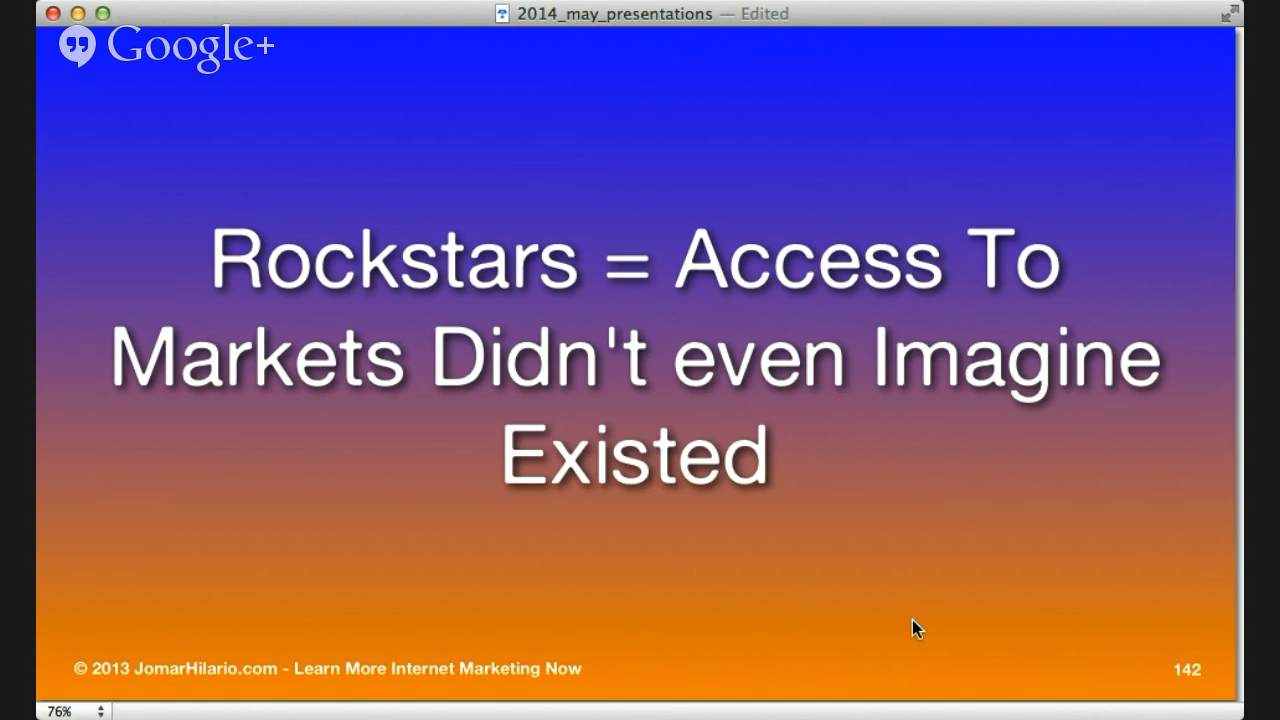 2014_may_presentations — Edited
Google+
Rockstars = Access To
Markets Didn't even Imagine
Existed
© 2013 JomarHilario.com - Learn More Internet Marketing Now
142
76%